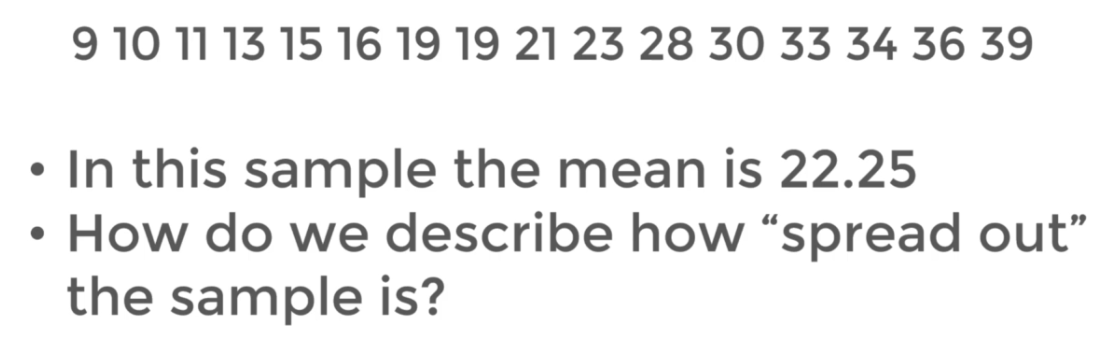 9 10 11 13 15 16 19 19 21 23 28 30 33 34 36 39
• In this sample the mean is 22.25
• How do we describe how “spread out”
the sample is?